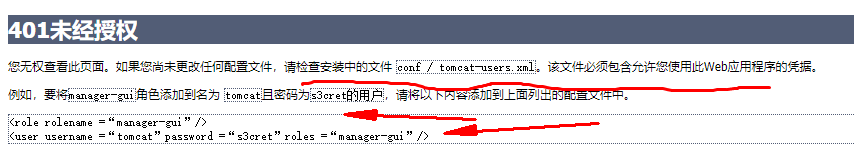 401未经授权
您无权查看此页面。如果您尚未更改任何配置文件，请检查安装中的文件 conf / tomcat-users.xml。该文件必须包含允许您使用此Web应用程序的凭据。
例如，要将manager-gui角色添加到名为 tomcat且密码为s3cret的用户，请将以下内容添加到上面列出的配置文件中。
<role rolename =“manager-gui”/>
<user username =“tomcat”password =“s3cret”roles =“manager-gui”/>